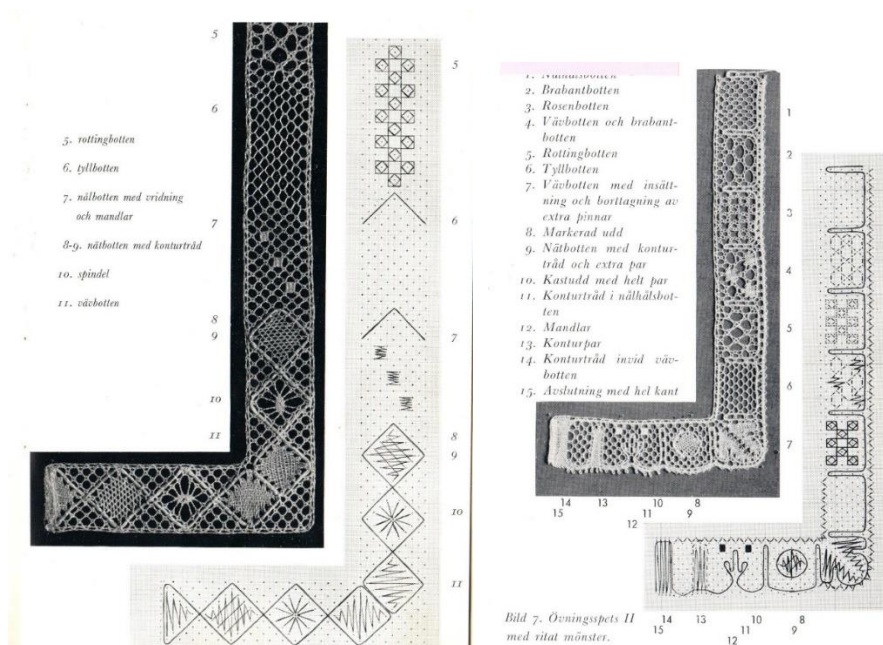 5
6
5. rottingbotten
6. tyllbotten
7. nålbotten med vridning
och mandlar
7
8-9. nätbotten med konturtråd
10. spindel
11. vävbotten
8
9
10
11
5
6
7
8
9
10
11
2. Brabantbotten
3. Rosenbotten
4. Vävbotten och brabant-
botten
5. Rottingbotten
6. Tyllbotten
7. Vävbotten med insätt-
ning och borttagning av
extra pinnar
8. Markerad udd
9. Nätbotten med kontur-
tråd och extra par
10. Kastudd med helt par
11. Konturtråd i nålhålsbot-
ten
12. Mandlar
13. Konturpar
14. Konturtråd invid väv-
botten
15. Avslutning med hel kant
1
2
3
4
5
6
7
14 13 10 8
15 11 9
12
Bild 7. Övningsspets II
med ritat mönster.
14 13 10 8
15 11 9
12